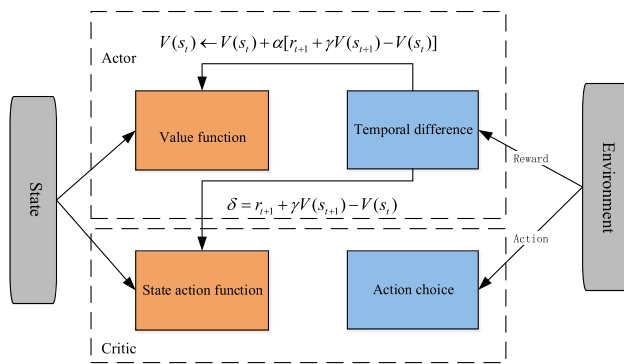 V(s_t) ← V(s_t) + α[r_{t+1} + γV(s_{t+1}) − V(s_t)]
Actor
Value function
Temporal difference
State
Reward
Environment
δ = r_{t+1} + γV(s_{t+1}) − V(s_t)
Action
State action function
Action choice
Critic